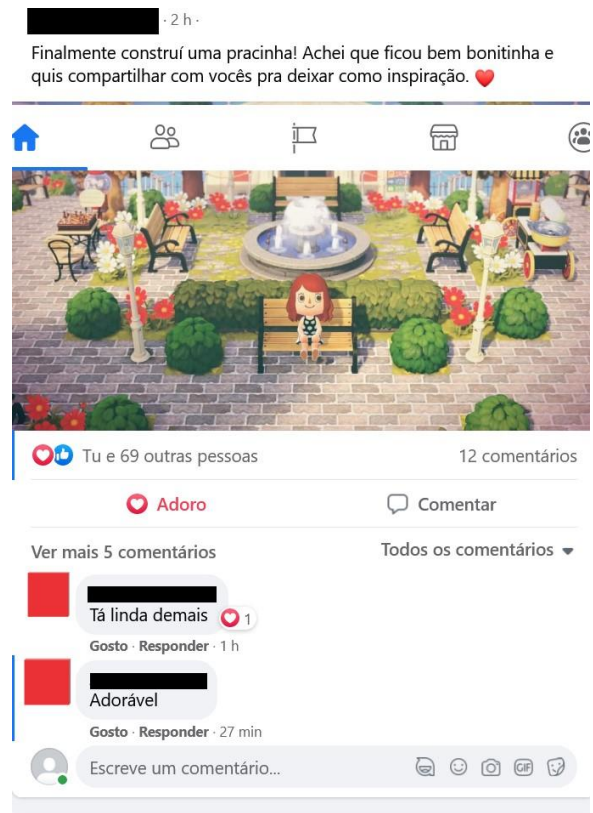 · 2 h ·
Finalmente construí uma pracinha! Achei que ficou bem bonitinha e
quis compartilhar com vocês pra deixar como inspiração. ❤️
Tu e 69 outras pessoas
12 comentários
Adoro
Comentar
Ver mais 5 comentários
Todos os comentários
Tá linda demais
1
Gosto · Responder · 1 h
Adorável
Gosto · Responder · 27 min
Escreve um comentário...
GIF